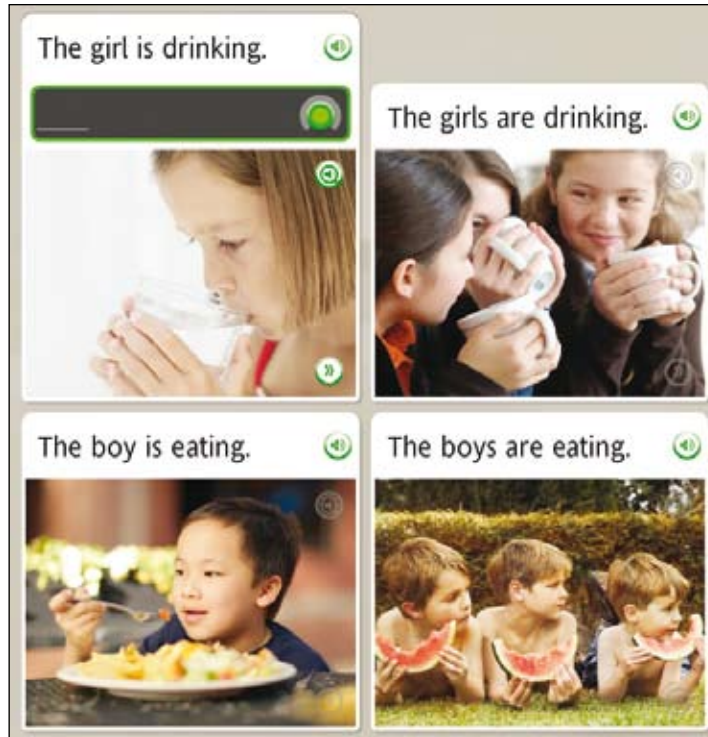 The girl is drinking.
The girls are drinking.
The boy is eating.
The boys are eating.